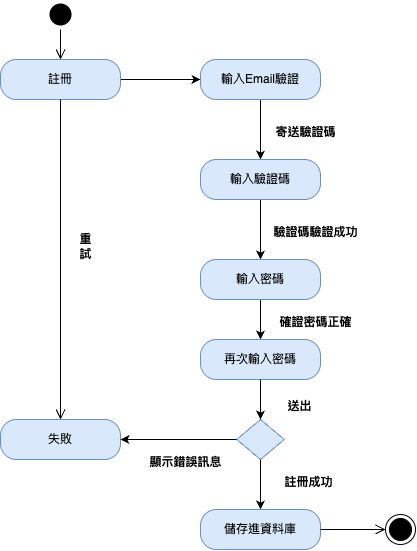 註冊
輸入Email驗證
寄送驗證碼
輸入驗證碼
驗證碼驗證成功
重
試
輸入密碼
確證密碼正確
再次輸入密碼
送出
失敗
顯示錯誤訊息
註冊成功
儲存進資料庫